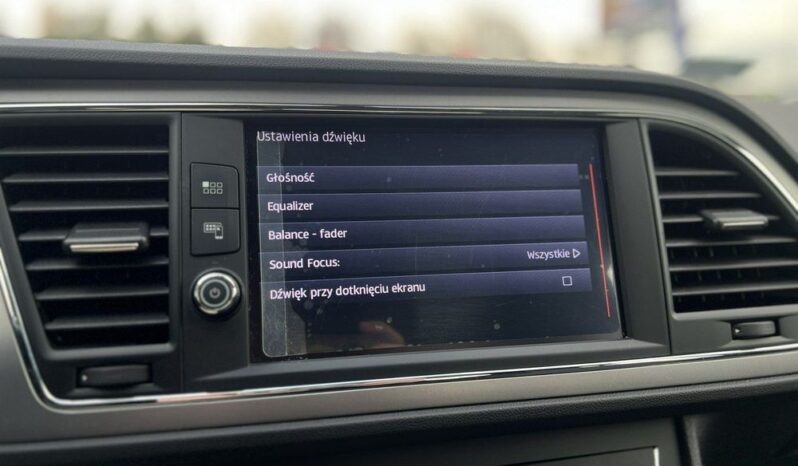 Ustawienia dźwięku
Głośność
Equalizer
Balance - fader
Sound Focus: Wszystkie
Dźwięk przy dotknięciu ekranu